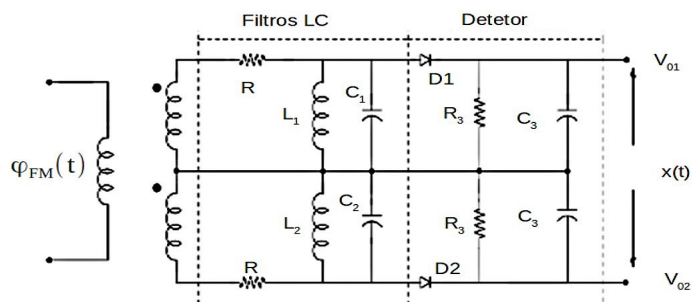 Filtros LC
Detetor
R
L1
C1
D1
R3
C3
V01
φFM(t)
x(t)
R
L2
C2
D2
R3
C3
V02